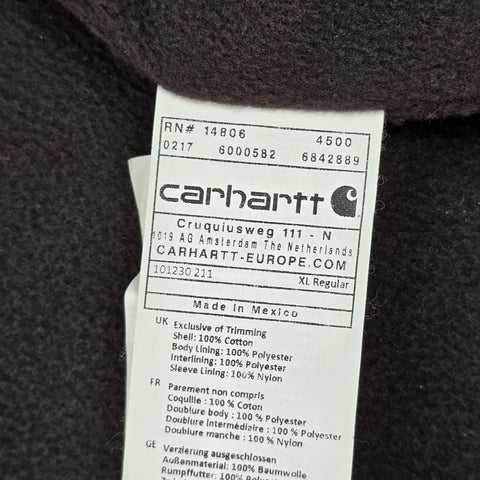 RN# 14806 4500
0217 6000582 6842889
carhartt
Cruquiusweg 111 - N
1019 AG Amsterdam The Netherlands
CARHARTT-EUROPE.COM
101230 211 XL Regular
Made in Mexico
UK Exclusive of Trimming
Shell: 100% Cotton
Body Lining: 100% Polyester
Interlining: 100% Polyester
Sleeve Lining: 100% Nylon
FR Parement non compris
Coquille : 100 % Coton
Doublure body : 100 % Polyester
Doublure intermédiaire : 100 % Polyester
Doublure manche : 100 % Nylon
GE Verzierung ausgeschlossen
Außenmaterial: 100% Baumwolle
Rumpffutter: 100% Polyester